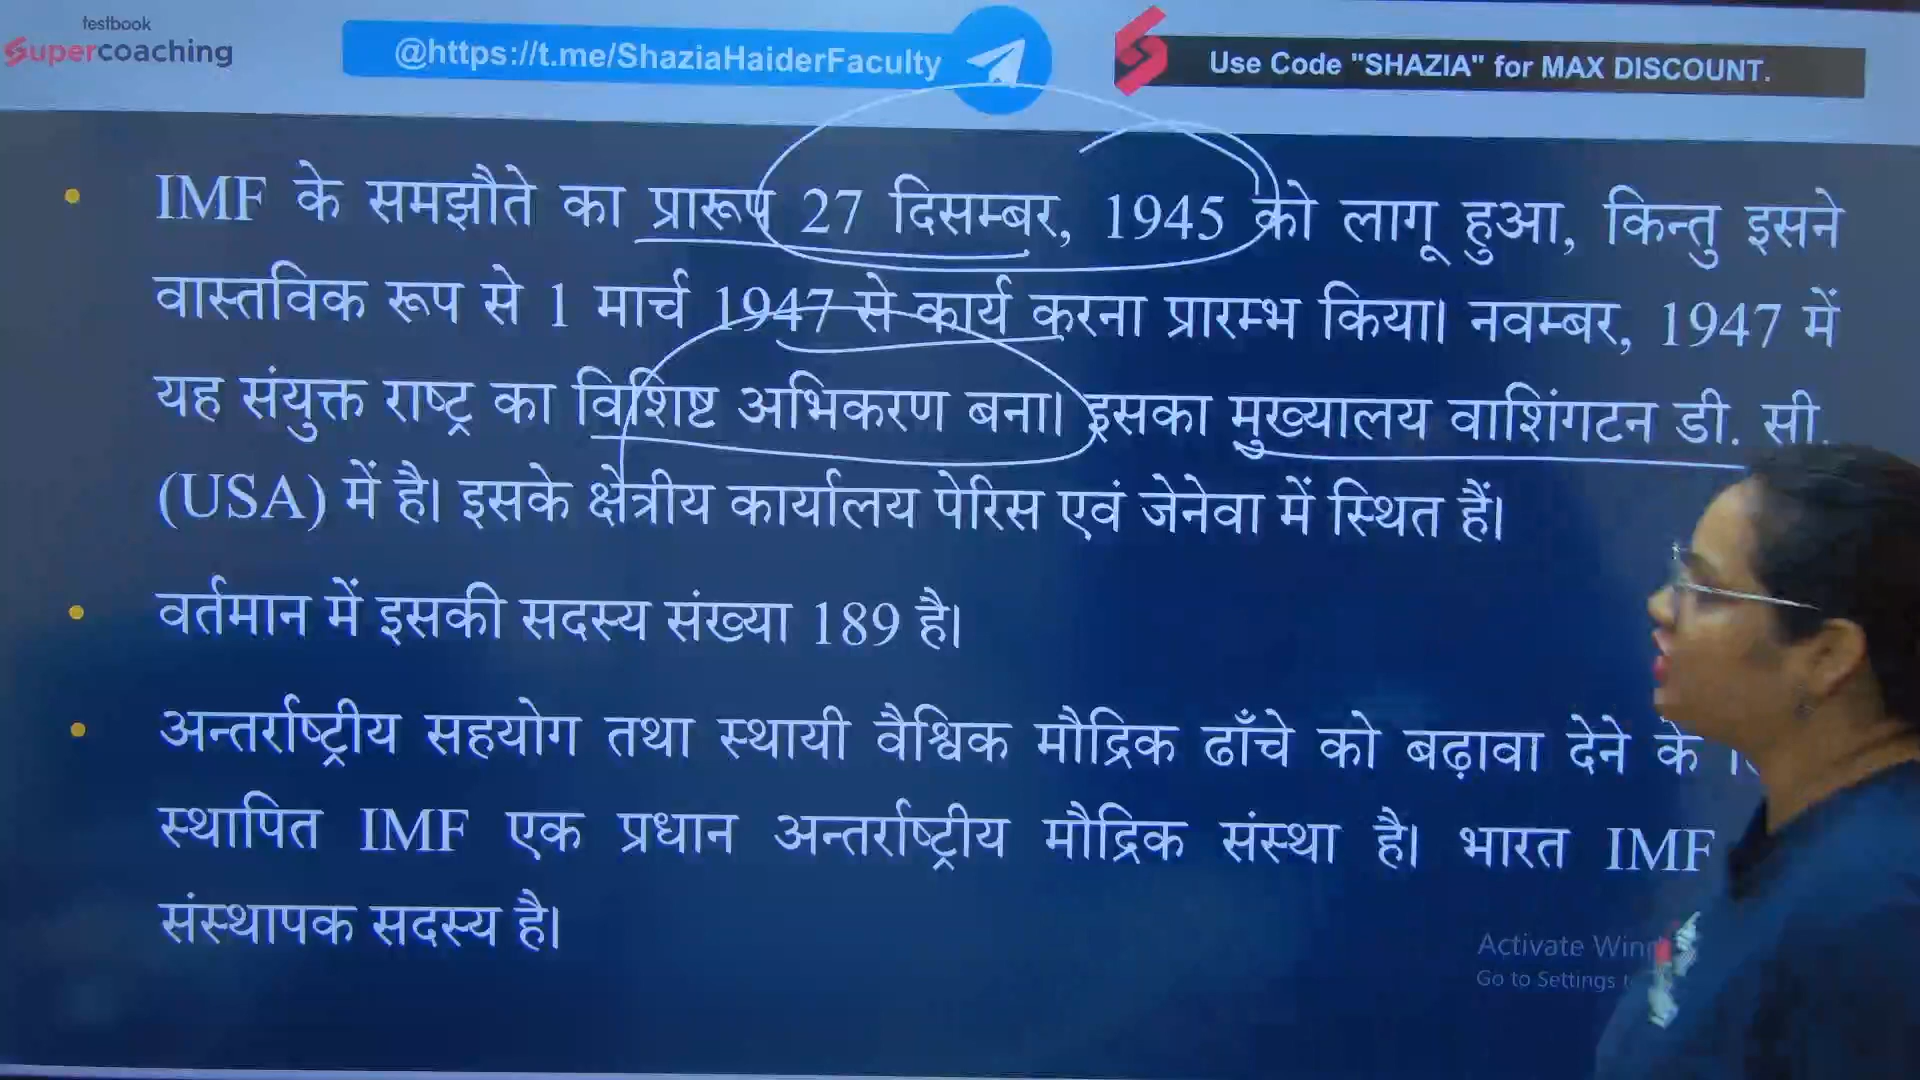 testbook
Supercoaching
@https://t.me/ShaziaHaiderFaculty
Use Code "SHAZIA" for MAX DISCOUNT.
• IMF के समझौते का प्रारूप 27 दिसम्बर, 1945 को लागू हुआ, किन्तु इसने
वास्तविक रूप से 1 मार्च 1947 से कार्य करना प्रारम्भ किया। नवम्बर, 1947 में
यह संयुक्त राष्ट्र का विशिष्ट अभिकरण बना। इसका मुख्यालय वाशिंगटन डी. सी.
(USA) में है। इसके क्षेत्रीय कार्यालय पेरिस एवं जेनेवा में स्थित हैं।
• वर्तमान में इसकी सदस्य संख्या 189 है।
• अन्तर्राष्ट्रीय सहयोग तथा स्थायी वैश्विक मौद्रिक ढाँचे को बढ़ावा देने के
स्थापित IMF एक प्रधान अन्तर्राष्ट्रीय मौद्रिक संस्था है। भारत IMF
संस्थापक सदस्य है।
Activate Win
Go to Settings